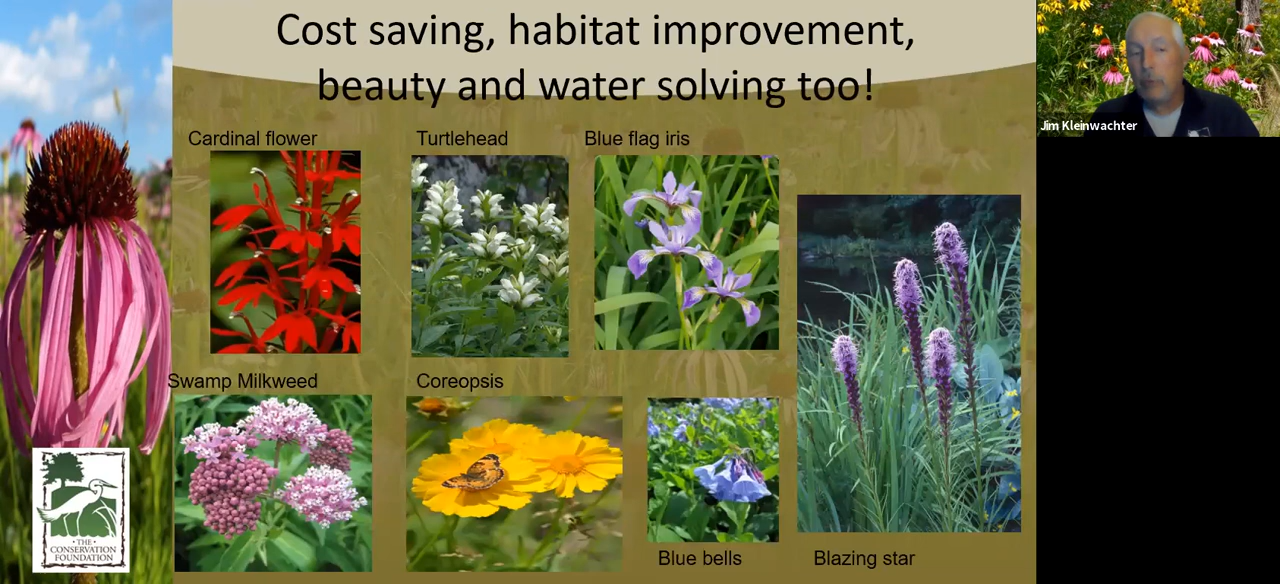 Cost saving, habitat improvement,
beauty and water solving too!
Jim Kleinwachter
Cardinal flower
Turtlehead
Blue flag iris
Swamp Milkweed
Coreopsis
Blue bells
Blazing star
• THE •
CONSERVATION
FOUNDATION